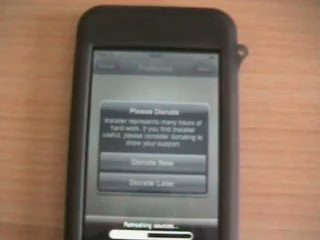 Please Donate
Installer represents many hours of
hard work. If you find Installer
useful, please consider donating to
show your support.
Donate Now
Donate Later
Refreshing sources...